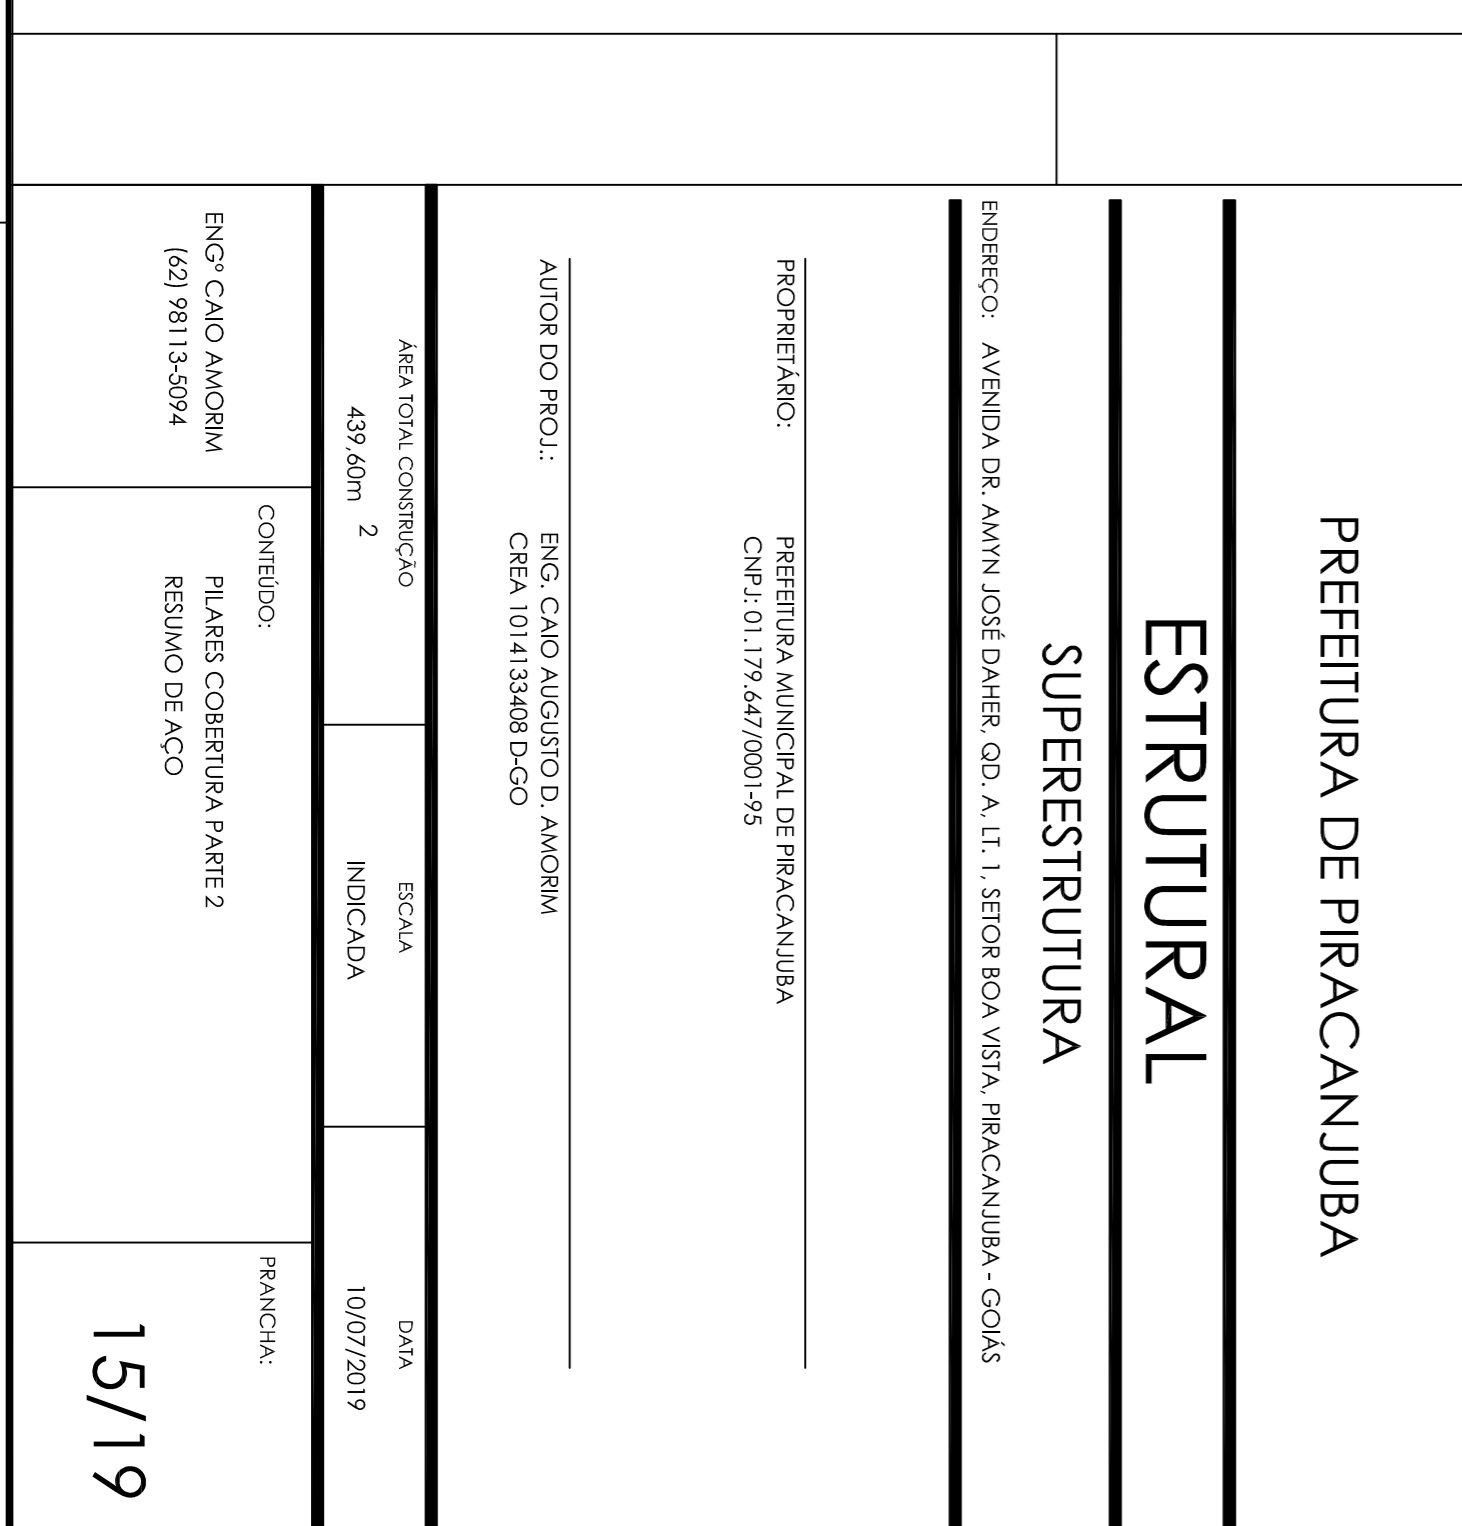 PREFEITURA DE PIRACANJUBA
ESTRUTURAL
SUPERESTRUTURA
ENDEREÇO: AVENIDA DR. AMYN JOSÉ DAHER, QD. A, LT. 1, SETOR BOA VISTA, PIRACANJUBA - GOIÁS
PROPRIETÁRIO: PREFEITURA MUNICIPAL DE PIRACANJUBA
CNPJ: 01.179.647/0001-95
AUTOR DO PROJ.: ENG. CAIO AUGUSTO D. AMORIM
CREA 1014133408 D-GO
ÁREA TOTAL CONSTRUÇÃO
439,60m 2
ESCALA
INDICADA
DATA
10/07/2019
ENGº CAIO AMORIM
(62) 98113-5094
CONTEÚDO:
PILARES COBERTURA PARTE 2
RESUMO DE AÇO
PRANCHA:
15/19